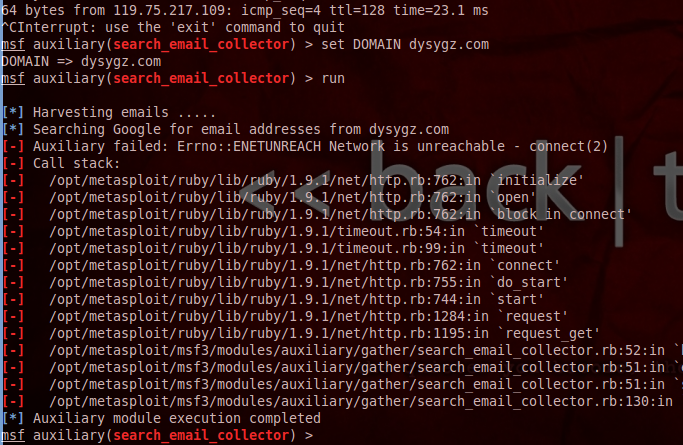 64 bytes from 119.75.217.109: icmp_seq=4 ttl=128 time=23.1 ms
^CInterrupt: use the 'exit' command to quit
msf auxiliary(search_email_collector) > set DOMAIN dysygz.com
DOMAIN => dysygz.com
msf auxiliary(search_email_collector) > run
[*] Harvesting emails .....
[*] Searching Google for email addresses from dysygz.com
[-] Auxiliary failed: Errno::ENETUNREACH Network is unreachable - connect(2)
[-] Call stack:
[-]   /opt/metasploit/ruby/lib/ruby/1.9.1/net/http.rb:762:in `initialize'
[-]   /opt/metasploit/ruby/lib/ruby/1.9.1/net/http.rb:762:in `open'
[-]   /opt/metasploit/ruby/lib/ruby/1.9.1/net/http.rb:762:in `block in connect'
[-]   /opt/metasploit/ruby/lib/ruby/1.9.1/timeout.rb:54:in `timeout'
[-]   /opt/metasploit/ruby/lib/ruby/1.9.1/timeout.rb:99:in `timeout'
[-]   /opt/metasploit/ruby/lib/ruby/1.9.1/net/http.rb:762:in `connect'
[-]   /opt/metasploit/ruby/lib/ruby/1.9.1/net/http.rb:755:in `do_start'
[-]   /opt/metasploit/ruby/lib/ruby/1.9.1/net/http.rb:744:in `start'
[-]   /opt/metasploit/ruby/lib/ruby/1.9.1/net/http.rb:1284:in `request'
[-]   /opt/metasploit/ruby/lib/ruby/1.9.1/net/http.rb:1195:in `request_get'
[-]   /opt/metasploit/msf3/modules/auxiliary/gather/search_email_collector.rb:52:in `
[-]   /opt/metasploit/msf3/modules/auxiliary/gather/search_email_collector.rb:51:in `
[-]   /opt/metasploit/msf3/modules/auxiliary/gather/search_email_collector.rb:51:in `
[-]   /opt/metasploit/msf3/modules/auxiliary/gather/search_email_collector.rb:130:in
[*] Auxiliary module execution completed
msf auxiliary(search_email_collector) >
<< back | t